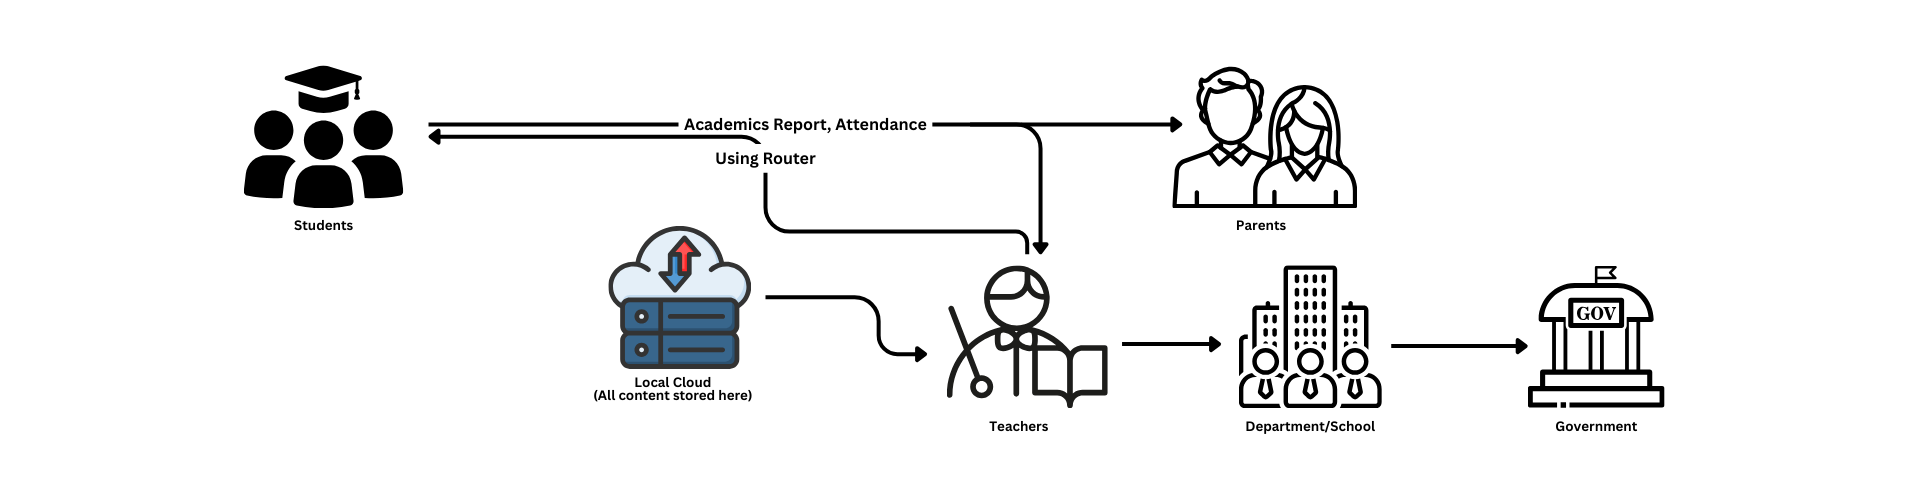 Academics Report, Attendance
Using Router
Students
Parents
GOV
Local Cloud
(All content stored here)
Teachers
Department/School
Government